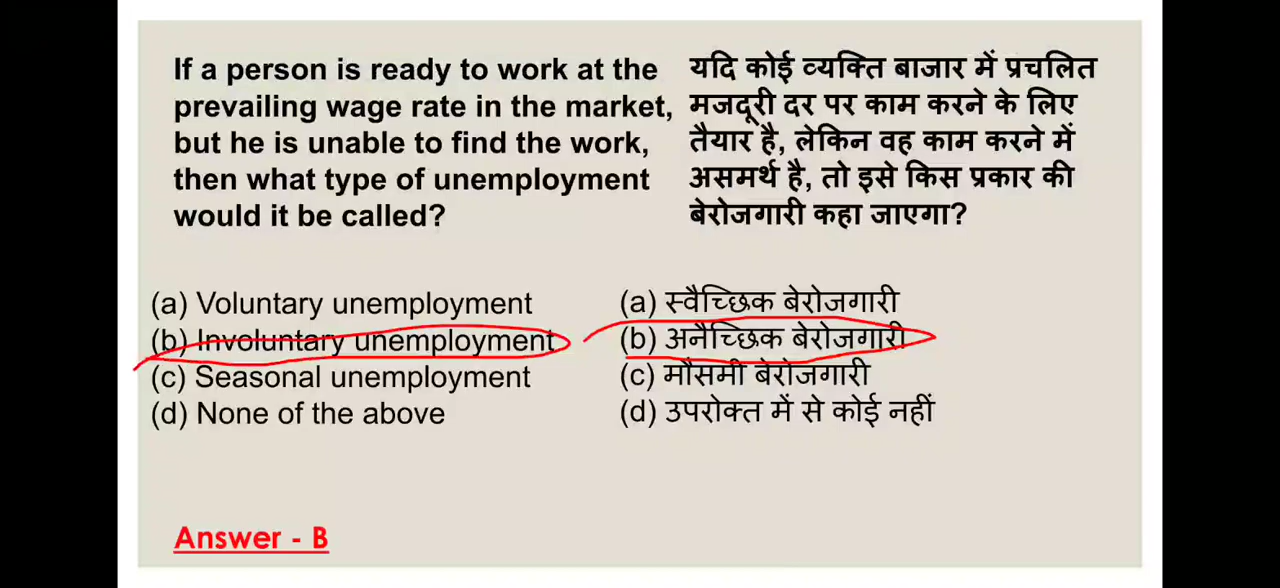 If a person is ready to work at the
prevailing wage rate in the market,
but he is unable to find the work,
then what type of unemployment
would it be called?
यदि कोई व्यक्ति बाजार में प्रचलित
मजदूरी दर पर काम करने के लिए
तैयार है, लेकिन वह काम करने में
असमर्थ है, तो इसे किस प्रकार की
बेरोजगारी कहा जाएगा?
(a) Voluntary unemployment
(b) Involuntary unemployment
(c) Seasonal unemployment
(d) None of the above
(a) स्वैच्छिक बेरोजगारी
(b) अनैच्छिक बेरोजगारी
(c) मौसमी बेरोजगारी
(d) उपरोक्त में से कोई नहीं
Answer - B